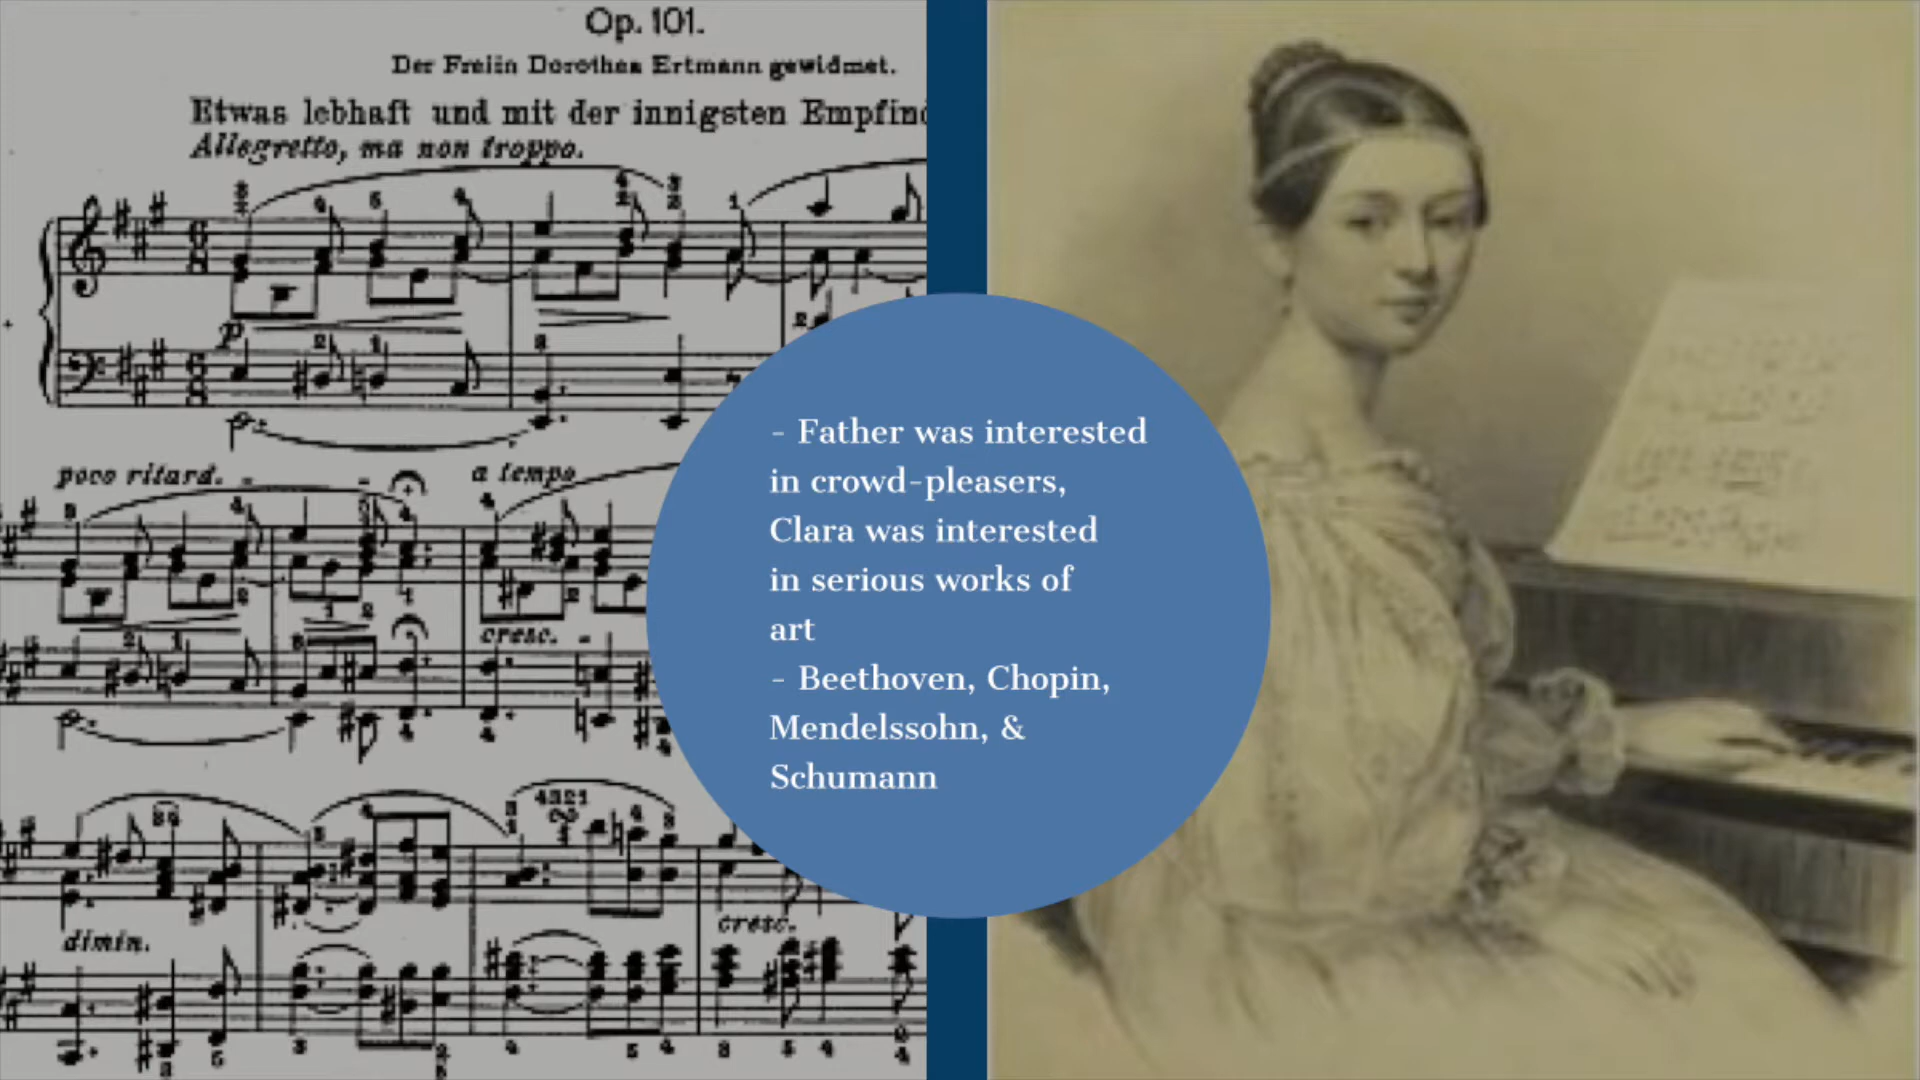 Op. 101.
Der Freiin Dorothea Ertmann gewidmet.
Etwas lebhaft und mit der innigsten Empfind
Allegretto, ma non troppo.
p
poco ritard.
a tempo
cresc.
dimin.
cresc.
- Father was interested
in crowd-pleasers,
Clara was interested
in serious works of
art
- Beethoven, Chopin,
Mendelssohn, &
Schumann